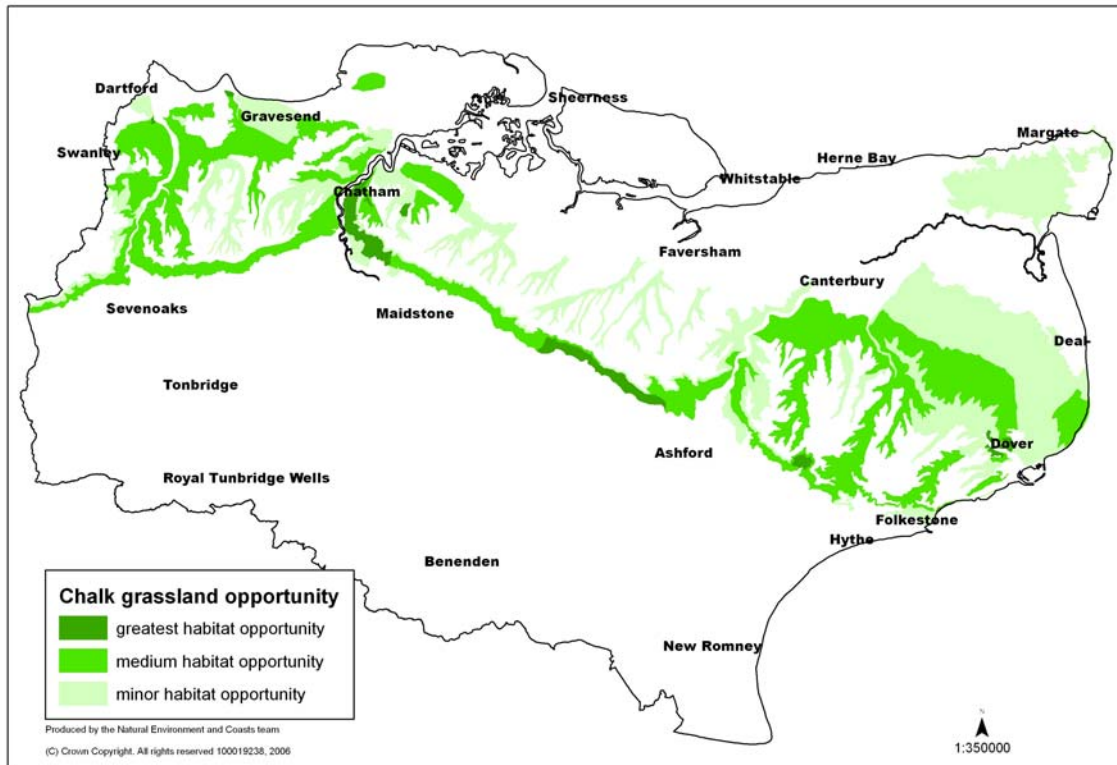 Dartford
Sheerness
Gravesend
Margate
Swanley
Herne Bay
Whitstable
Chatham
Faversham
Canterbury
Sevenoaks
Maidstone
Deal
Tonbridge
Dover
Ashford
Royal Tunbridge Wells
Folkestone
Hythe
Benenden
New Romney
Chalk grassland opportunity
greatest habitat opportunity
medium habitat opportunity
minor habitat opportunity
Produced by the Natural Environment and Coasts team
(C) Crown Copyright. All rights reserved 100019238, 2006
N
1:350000